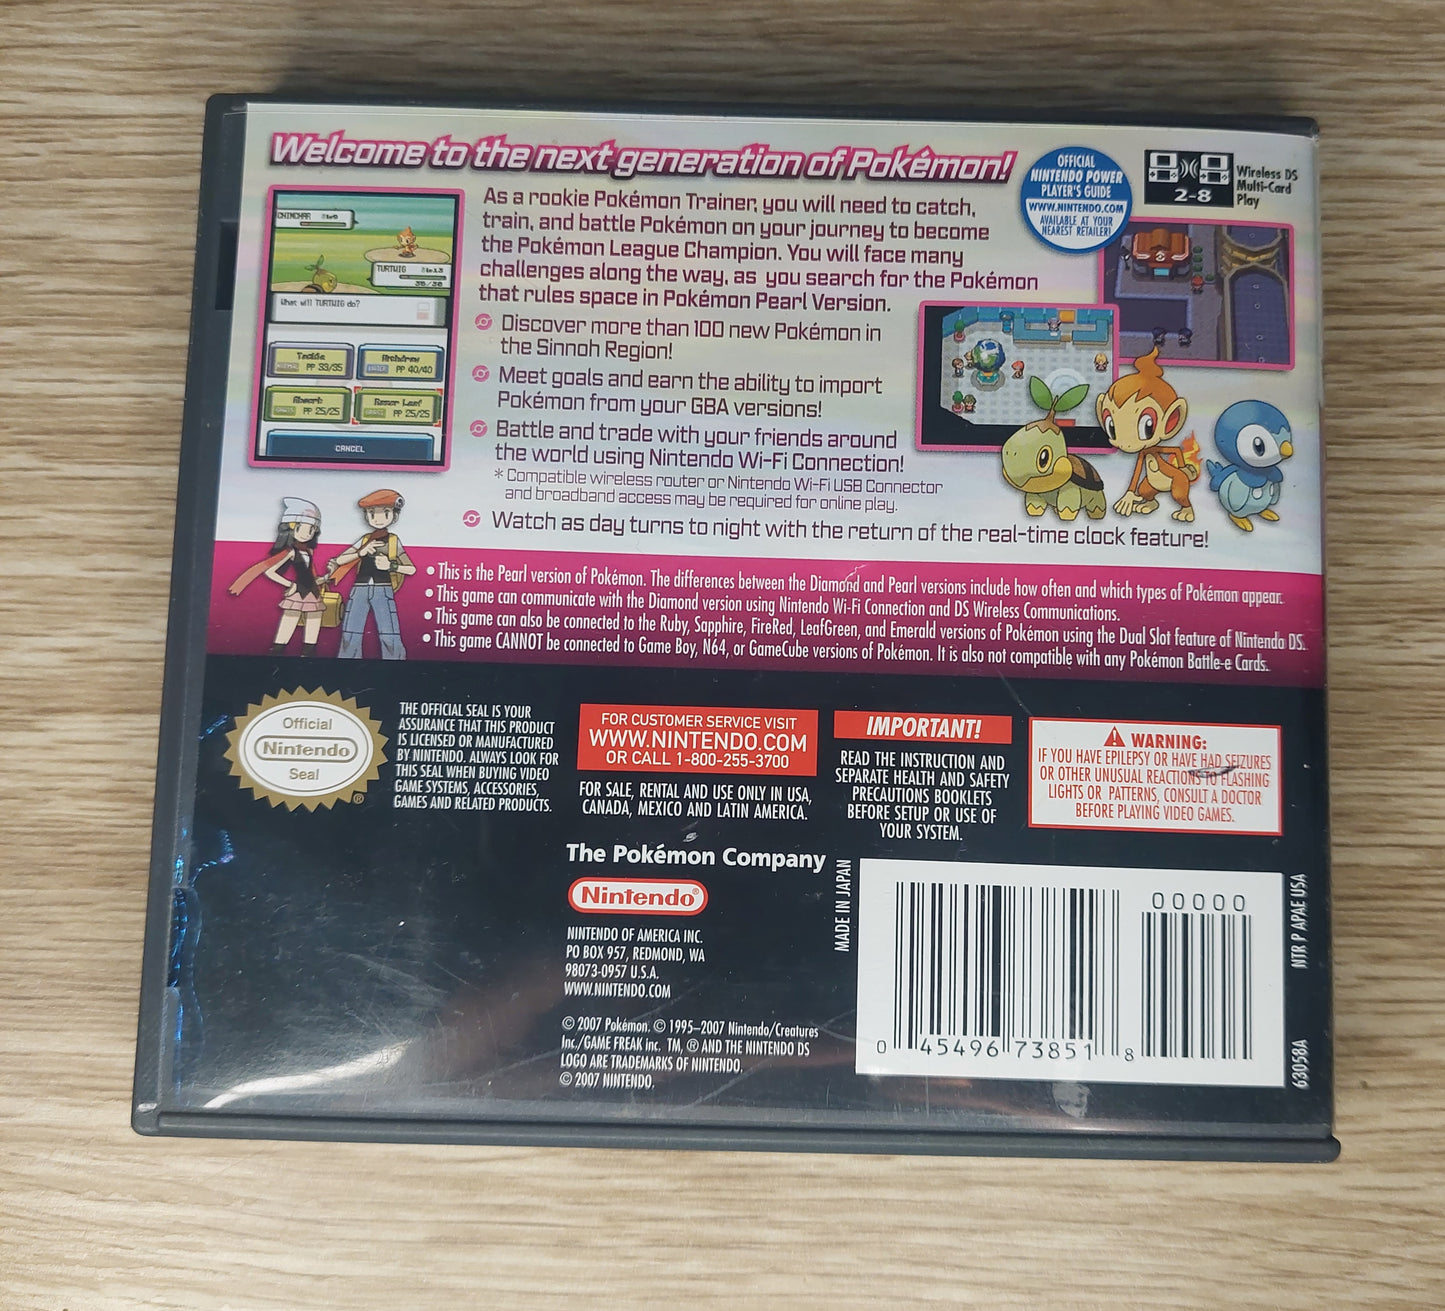 Welcome to the next generation of Pokémon!
OFFICIAL
NINTENDO POWER
PLAYER'S GUIDE
WWW.NINTENDO.COM
AVAILABLE AT YOUR
NEAREST RETAILER!
2-8
Wireless DS
Multi-Card
Play
As a rookie Pokémon Trainer, you will need to catch,
train, and battle Pokémon on your journey to become
the Pokémon League Champion. You will face many
challenges along the way, as you search for the Pokémon
that rules space in Pokémon Pearl Version.
Discover more than 100 new Pokémon in
the Sinnoh Region!
Meet goals and earn the ability to import
Pokémon from your GBA versions!
Battle and trade with your friends around
the world using Nintendo Wi-Fi Connection!
* Compatible wireless router or Nintendo Wi-Fi USB Connector
and broadband access may be required for online play.
Watch as day turns to night with the return of the real-time clock feature!
CHIMCHAR
TURTWIG
What will TURTWIG do?
Tackle
PP 33/35
PP 40/40
Absorb
PP 25/25
Razor Leaf
PP 25/25
CANCEL
• This is the Pearl version of Pokémon. The differences between the Diamond and Pearl versions include how often and which types of Pokémon appear.
• This game can communicate with the Diamond version using Nintendo Wi-Fi Connection and DS Wireless Communications.
• This game can also be connected to the Ruby, Sapphire, FireRed, LeafGreen, and Emerald versions of Pokémon using the Dual Slot feature of Nintendo DS.
• This game CANNOT be connected to Game Boy, N64, or GameCube versions of Pokémon. It is also not compatible with any Pokémon Battle-e Cards.
Official
Nintendo
Seal
®
THE OFFICIAL SEAL IS YOUR
ASSURANCE THAT THIS PRODUCT
IS LICENSED OR MANUFACTURED
BY NINTENDO. ALWAYS LOOK FOR
THIS SEAL WHEN BUYING VIDEO
GAME SYSTEMS, ACCESSORIES,
GAMES AND RELATED PRODUCTS.
FOR CUSTOMER SERVICE VISIT
WWW.NINTENDO.COM
OR CALL 1-800-255-3700
FOR SALE, RENTAL AND USE ONLY IN USA,
CANADA, MEXICO AND LATIN AMERICA.
IMPORTANT!
READ THE INSTRUCTION AND
SEPARATE HEALTH AND SAFETY
PRECAUTIONS BOOKLETS
BEFORE SETUP OR USE OF
YOUR SYSTEM.
WARNING:
IF YOU HAVE EPILEPSY OR HAVE HAD SEIZURES
OR OTHER UNUSUAL REACTIONS TO FLASHING
LIGHTS OR PATTERNS, CONSULT A DOCTOR
BEFORE PLAYING VIDEO GAMES.
The Pokémon Company
Nintendo®
NINTENDO OF AMERICA INC.
PO BOX 957, REDMOND, WA
98073-0957 U.S.A.
WWW.NINTENDO.COM
© 2007 Pokémon. © 1995–2007 Nintendo/Creatures
Inc./GAME FREAK inc. TM, ® AND THE NINTENDO DS
LOGO ARE TRADEMARKS OF NINTENDO.
© 2007 NINTENDO.
MADE IN JAPAN
00000
0 45496 73851 8
NTR P APAE USA
63058A